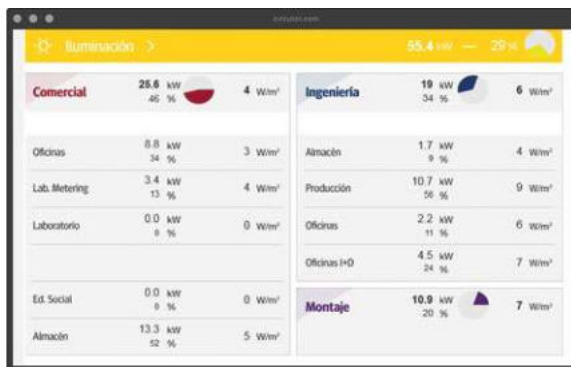 circutor.com
Iluminación > 55.4 kW — 29 %
Comercial 25.6 kW 46 % 4 W/m²
Oficinas 8.8 kW 34 % 3 W/m²
Lab. Metering 3.4 kW 13 % 4 W/m²
Laboratorio 0.0 kW 0 % 0 W/m²
Ed. Social 0.0 kW 0 % 0 W/m²
Almacén 13.3 kW 52 % 5 W/m²
Ingeniería 19 kW 34 % 6 W/m²
Almacén 1.7 kW 9 % 4 W/m²
Producción 10.7 kW 56 % 9 W/m²
Oficinas 2.2 kW 11 % 6 W/m²
Oficinas I+D 4.5 kW 24 % 7 W/m²
Montaje 10.9 kW 20 % 7 W/m²